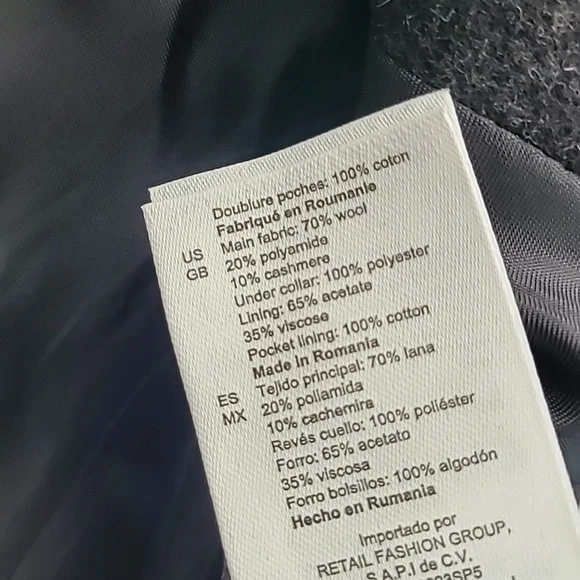 Doublure poches: 100% coton
Fabriqué en Roumanie
US
GB
Main fabric: 70% wool
20% polyamide
10% cashmere
Under collar: 100% polyester
Lining: 65% acetate
35% viscose
Pocket lining: 100% cotton
Made in Romania
ES
MX
Tejido principal: 70% lana
20% poliamida
10% cachemira
Revés cuello: 100% poliéster
Forro: 65% acetato
35% viscosa
Forro bolsillos: 100% algodón
Hecho en Rumania
Importado por
RETAIL FASHION GROUP,
S.A.P.I de C.V.